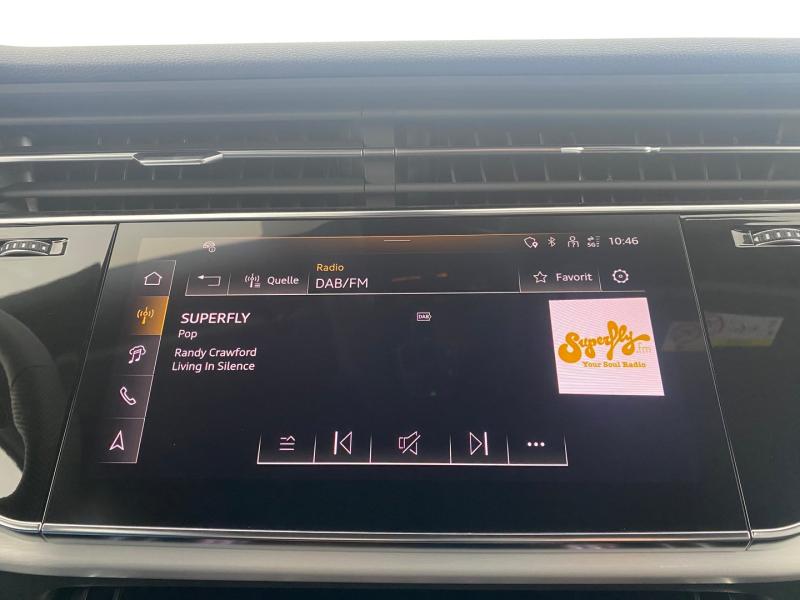 5G
10:46
Quelle
Radio
DAB/FM
Favorit
SUPERFLY
DAB
Pop
Randy Crawford
Living In Silence
Superfly.fm
Your Soul Radio